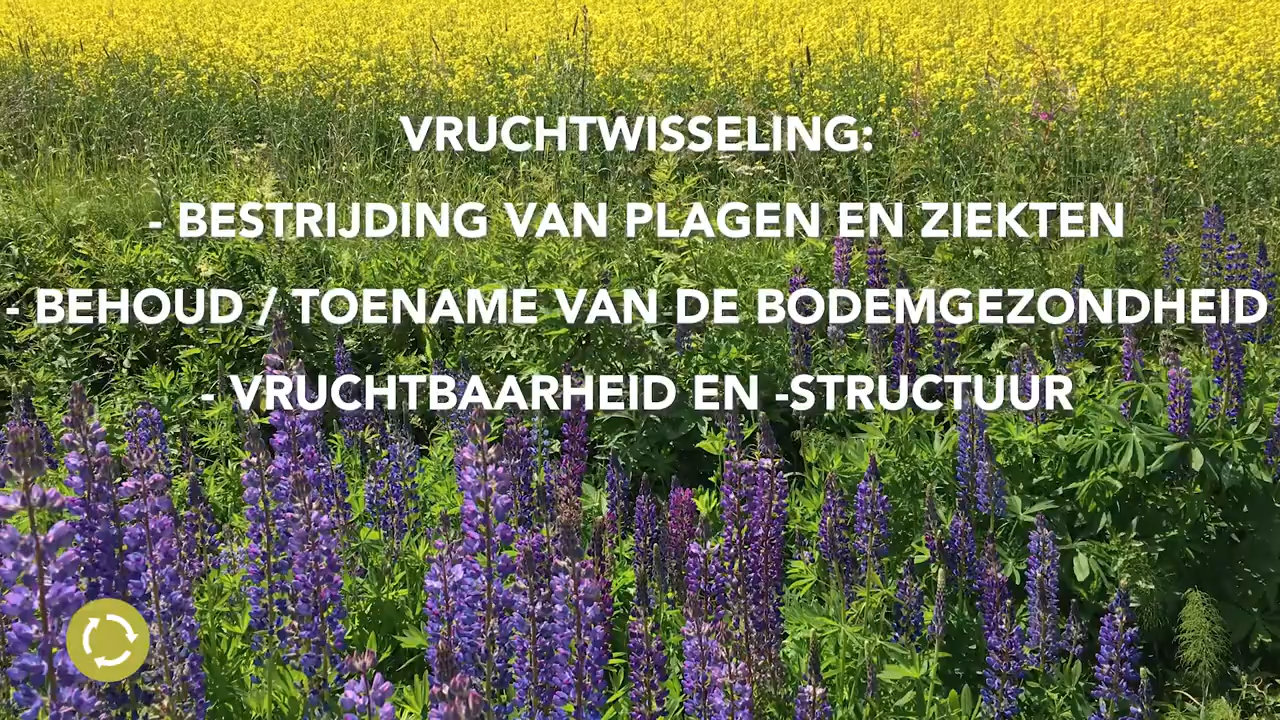 VRUCHTWISSELING:
- BESTRIJDING VAN PLAGEN EN ZIEKTEN
- BEHOUD / TOENAME VAN DE BODEMGEZONDHEID
- VRUCHTBAARHEID EN -STRUCTUUR